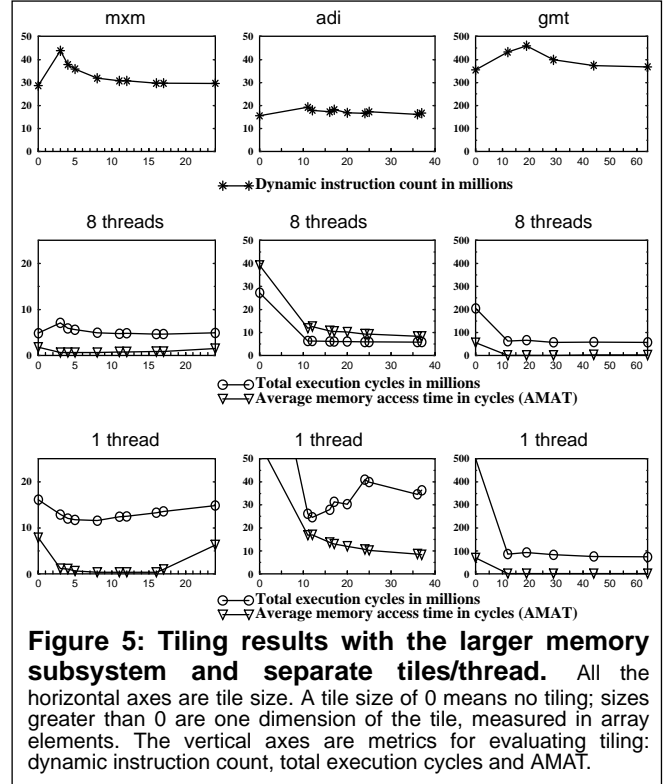 mxm adi gmt
50 50 500
40 40 400
30 30 300
20 20 200
10 10 100
0 0 0
0 5 10 15 20 0 10 20 30 40 0 10 20 30 40 50 60
Dynamic instruction count in millions
8 threads 8 threads 8 threads
50 500
20 40 400
30 300
10 20 200
10 100
0 0 0
0 5 10 15 20 0 10 20 30 40 0 10 20 30 40 50 60
Total execution cycles in millions
Average memory access time in cycles (AMAT)
1 thread 1 thread 1 thread
50 500
20 40 400
30 300
10 20 200
10 100
0 0 0
0 5 10 15 20 0 10 20 30 40 0 10 20 30 40 50 60
Total execution cycles in millions
Average memory access time in cycles (AMAT)
Figure 5: Tiling results with the larger memory
subsystem and separate tiles/thread. All the
horizontal axes are tile size. A tile size of 0 means no tiling; sizes
greater than 0 are one dimension of the tile, measured in array
elements. The vertical axes are metrics for evaluating tiling:
dynamic instruction count, total execution cycles and AMAT.